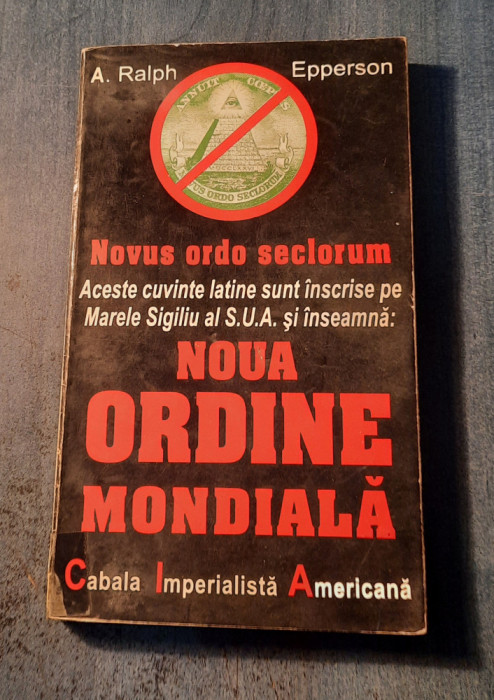 A. Ralph Epperson
ANNUIT CŒPTIS
NOVUS ORDO SECLORUM
Novus ordo seclorum
Aceste cuvinte latine sunt înscrise pe
Marele Sigiliu al S.U.A. şi înseamnă:
NOUA
ORDINE
MONDIALĂ
Cabala Imperialistă Americană